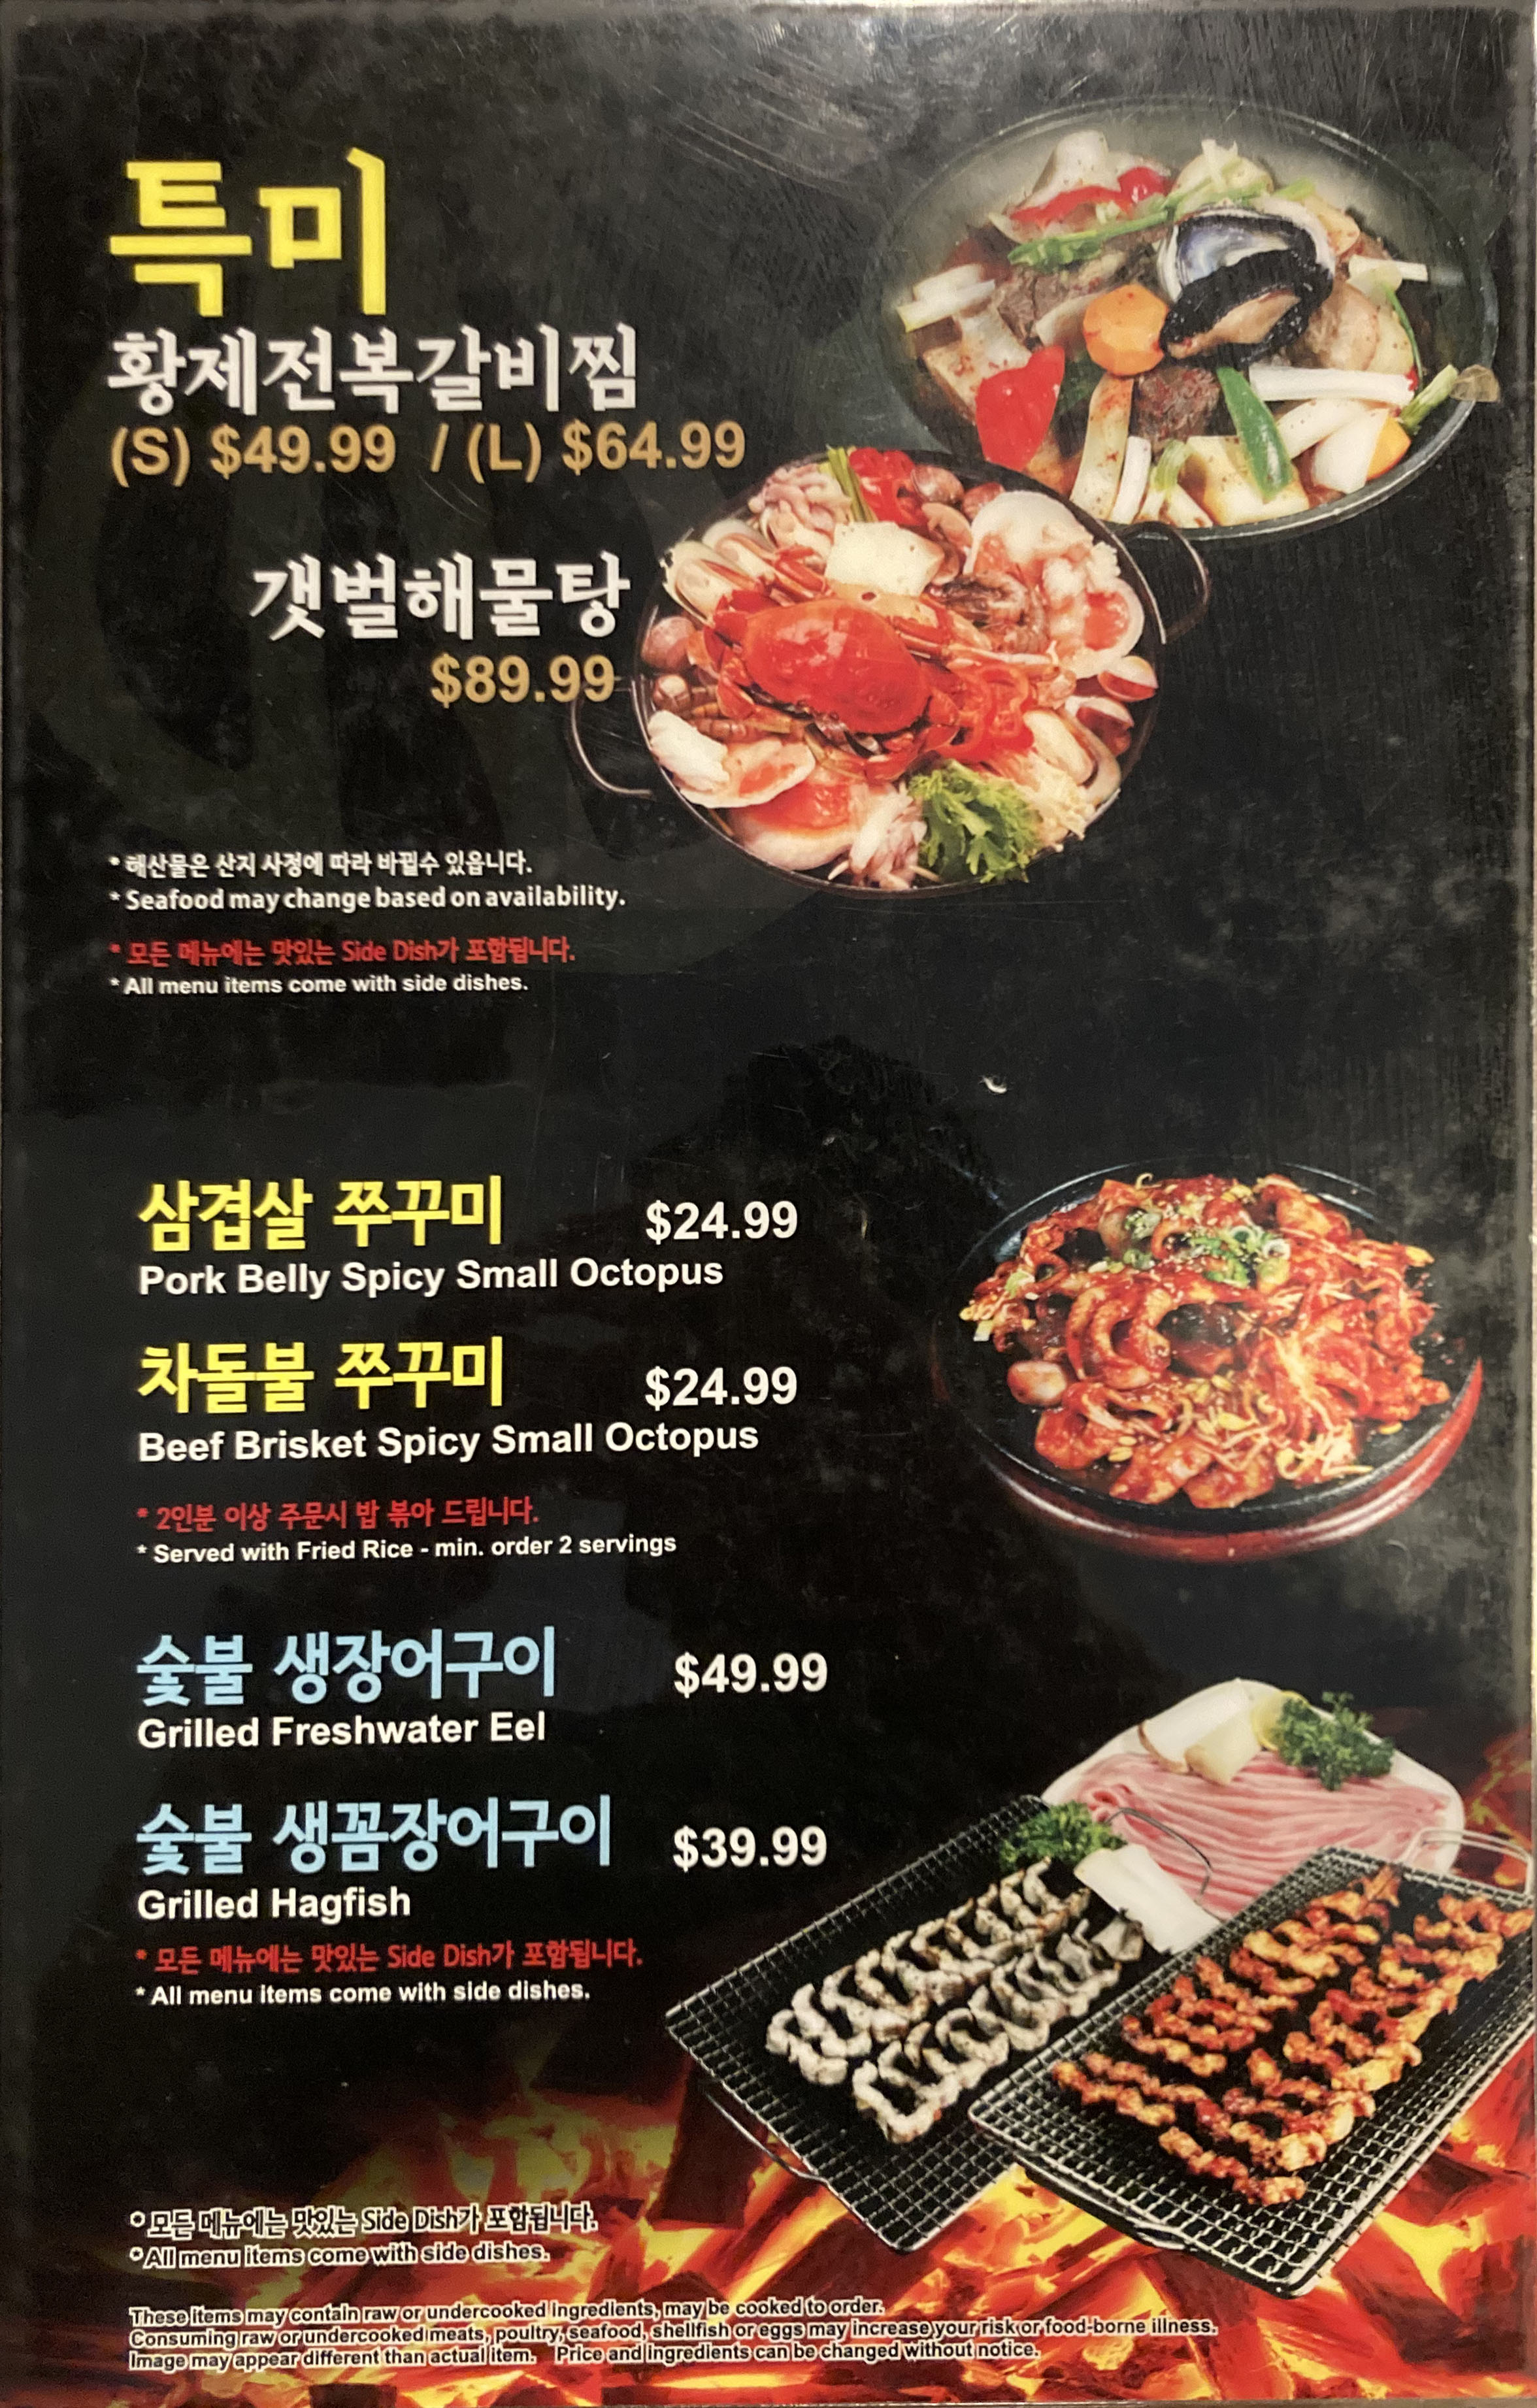 특미
황제전복갈비찜
(S) $49.99 / (L) $64.99
갯벌해물탕
$89.99
* 해산물은 산지 사정에 따라 바뀔수 있읍니다.
* Seafood may change based on availability.
* 모든 메뉴에는 맛있는 Side Dish가 포함됩니다.
* All menu items come with side dishes.
삼겹살 쭈꾸미 $24.99
Pork Belly Spicy Small Octopus
차돌불 쭈꾸미 $24.99
Beef Brisket Spicy Small Octopus
* 2인분 이상 주문시 밥 볶아 드립니다.
* Served with Fried Rice - min. order 2 servings
숯불 생장어구이 $49.99
Grilled Freshwater Eel
숯불 생꼼장어구이 $39.99
Grilled Hagfish
* 모든 메뉴에는 맛있는 Side Dish가 포함됩니다.
* All menu items come with side dishes.
* 모든 메뉴에는 맛있는 Side Dish가 포함됩니다.
* All menu items come with side dishes.
These items may contain raw or undercooked ingredients, may be cooked to order.
Consuming raw or undercooked meats, poultry, seafood, shellfish or eggs may increase your risk or food-borne illness.
Image may appear different than actual item. Price and ingredients can be changed without notice.